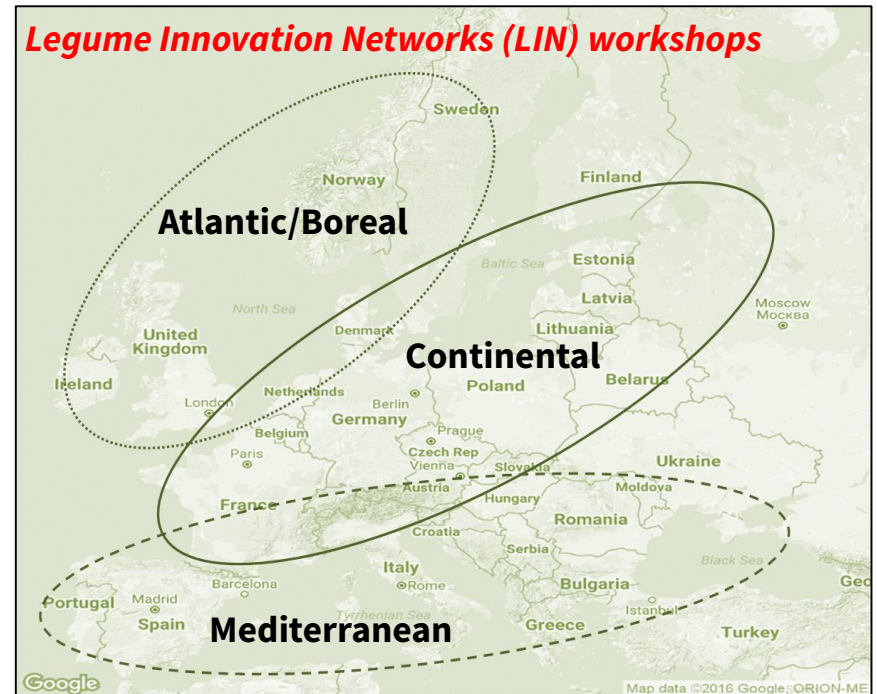 Legume Innovation Networks (LIN) workshops
Sweden
Norway
Finland
Atlantic/Boreal
Baltic Sea
Estonia
North Sea
Latvia
Moscow
МОСКВА
United
Kingdom
Denmark
Lithuania
Continental
Ireland
Netherlands
Poland
Belarus
London
Berlin
Germany
Belgium
Prague
Paris
Czech Rep
Vienna
Slovakia
Ukraine
Austria
Moldova
France
Hungary
Romania
Croatia
Serbia
Italy
Black Sea
Barcelona
Rome
Bulgaria
Geo
Portugal
Madrid
Istanbul
Tyrrhenian Sea
Spain
Mediterranean
Greece
Turkey
Google
Map data ©2016 Google, ORION-ME